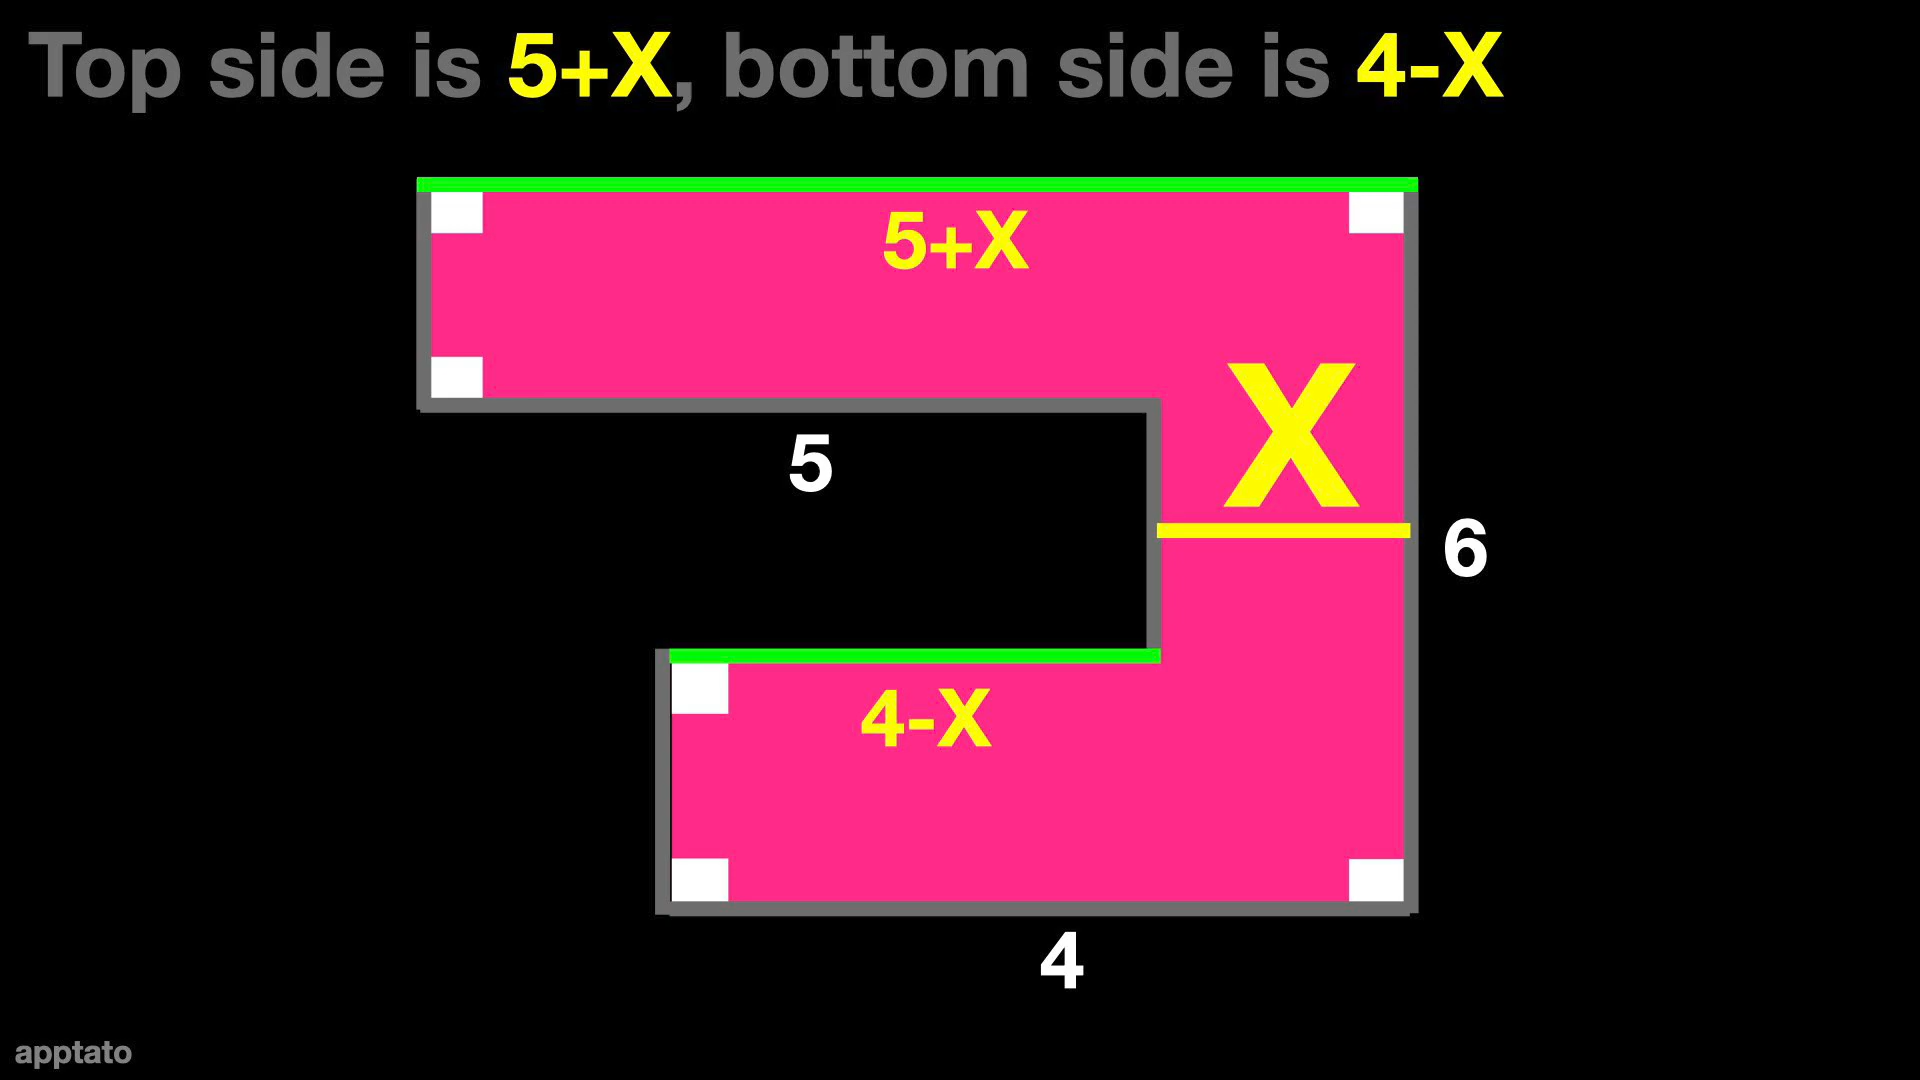 Top side is 5+X, bottom side is 4-X
5+X
X
5
6
4-X
4
apptato